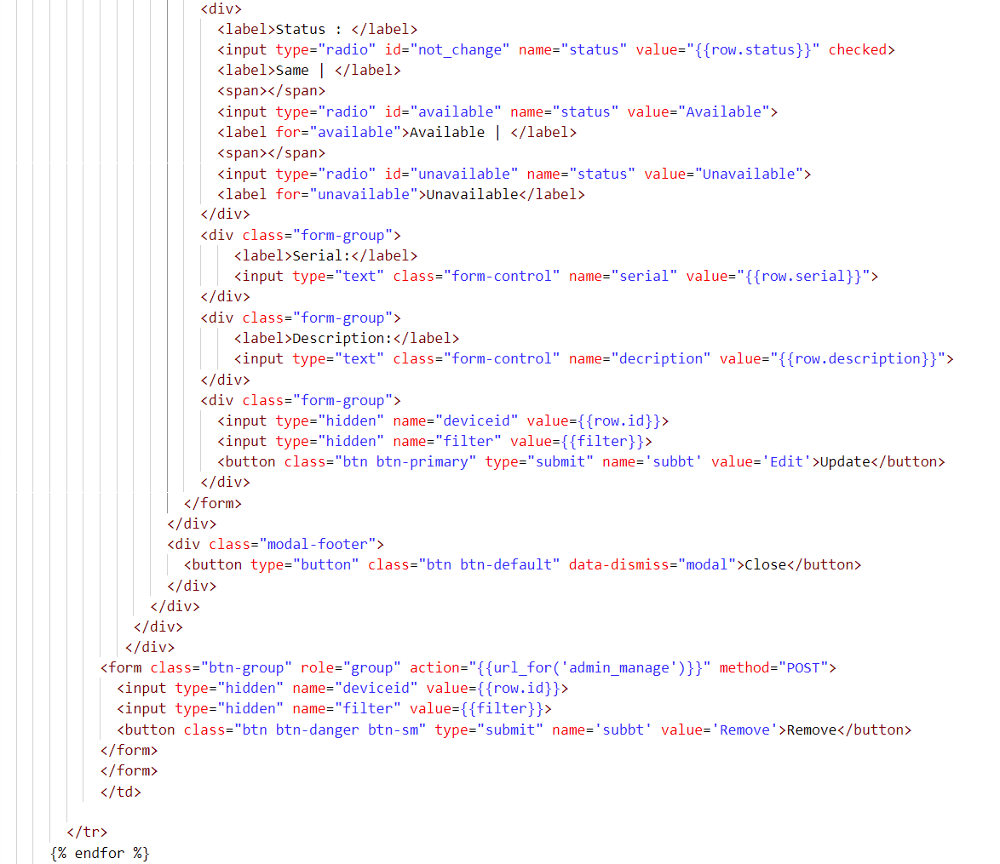 <div>
<label>Status : </label>
<input type="radio" id="not_change" name="status" value="{{row.status}}" checked>
<label>Same | </label>
<span></span>
<input type="radio" id="available" name="status" value="Available">
<label for="available">Available | </label>
<span></span>
<input type="radio" id="unavailable" name="status" value="Unavailable">
<label for="unavailable">Unavailable</label>
</div>
<div class="form-group">
<label>Serial:</label>
<input type="text" class="form-control" name="serial" value="{{row.serial}}">
</div>
<div class="form-group">
<label>Description:</label>
<input type="text" class="form-control" name="decription" value="{{row.description}}">
</div>
<div class="form-group">
<input type="hidden" name="deviceid" value={{row.id}}>
<input type="hidden" name="filter" value={{filter}}>
<button class="btn btn-primary" type="submit" name='subbt' value='Edit'>Update</button>
</div>
</form>
</div>
<div class="modal-footer">
<button type="button" class="btn btn-default" data-dismiss="modal">Close</button>
</div>
</div>
</div>
</div>
<form class="btn-group" role="group" action="{{url_for('admin_manage')}}" method="POST">
<input type="hidden" name="deviceid" value={{row.id}}>
<input type="hidden" name="filter" value={{filter}}>
<button class="btn btn-danger btn-sm" type="submit" name='subbt' value='Remove'>Remove</button>
</form>
</form>
</td>
</tr>
{% endfor %}